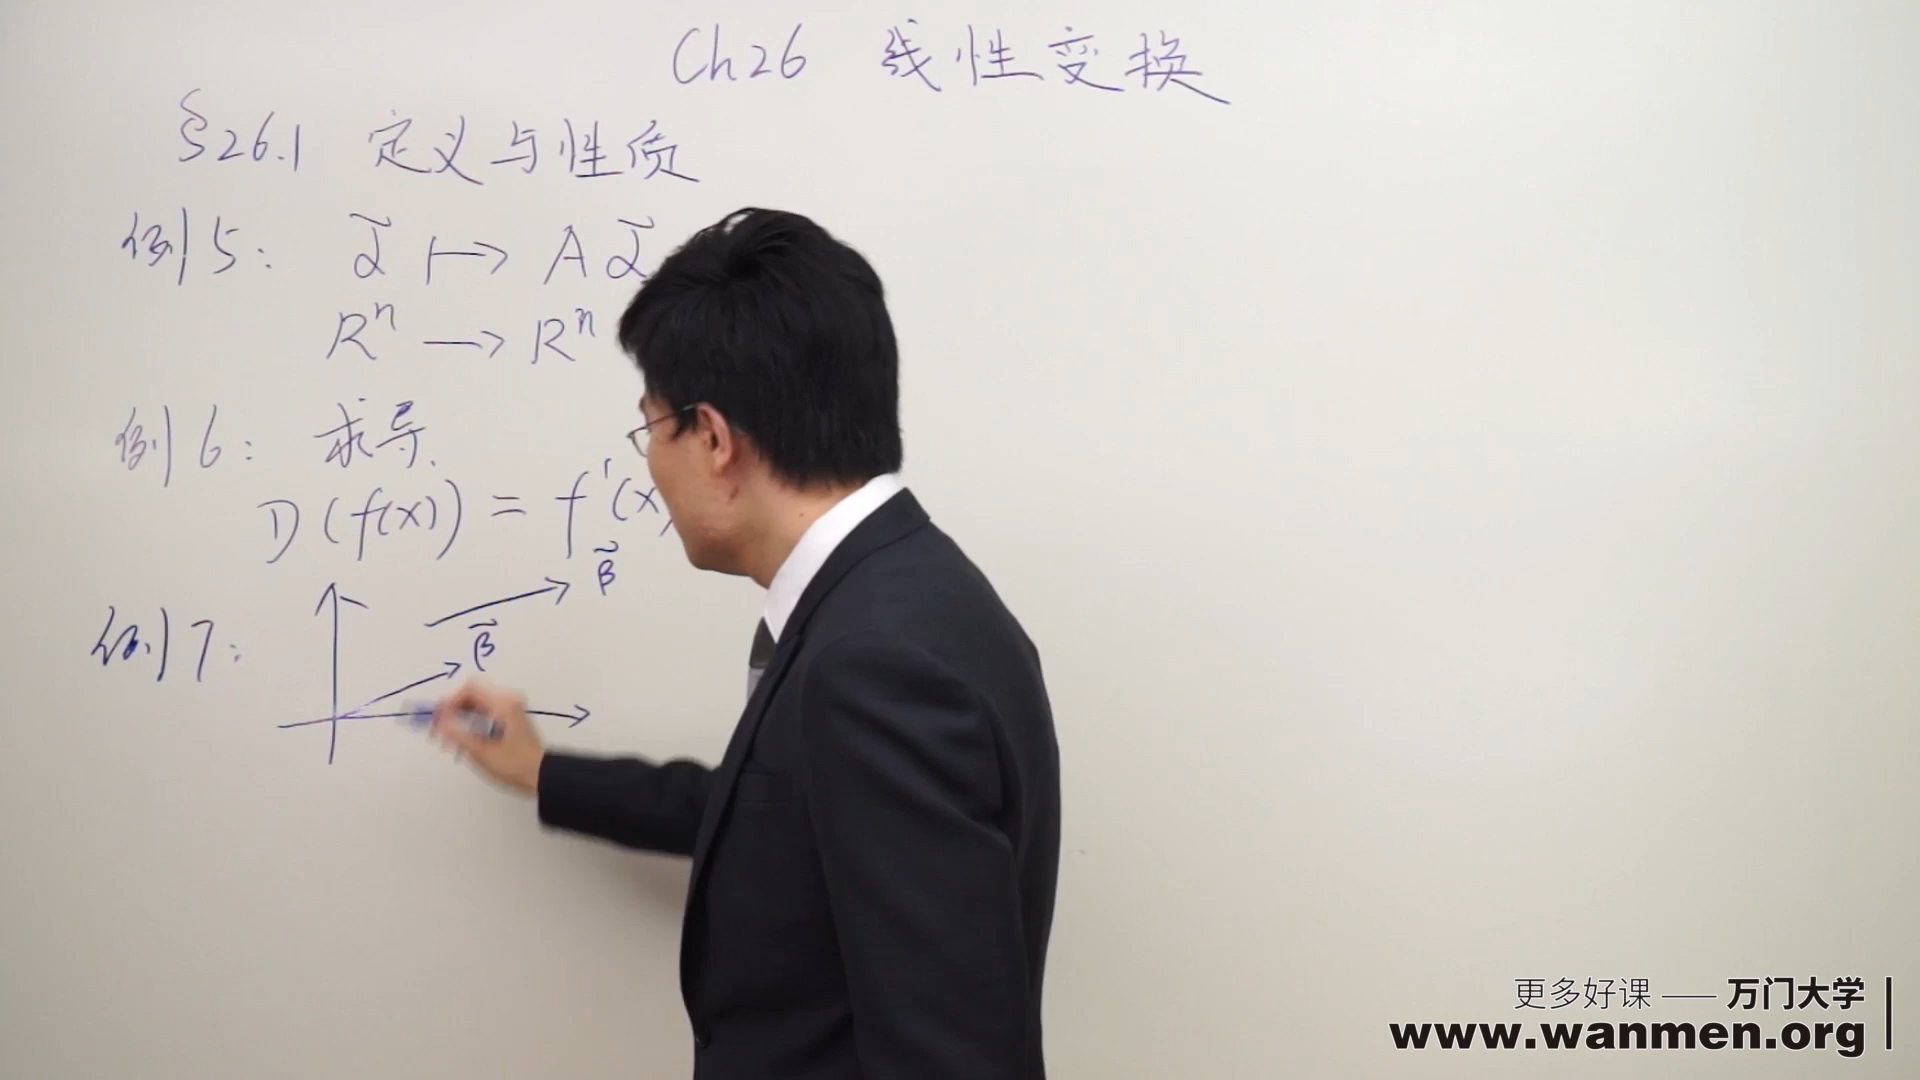 Ch26 线性变换
§26.1 定义与性质
例5: α⃗ ↦ Aα⃗
Rⁿ → Rⁿ
例6: 求导.
D(f(x)) = f'(x)
例7:
β⃗
β⃗
更多好课 —— 万门大学
www.wanmen.org